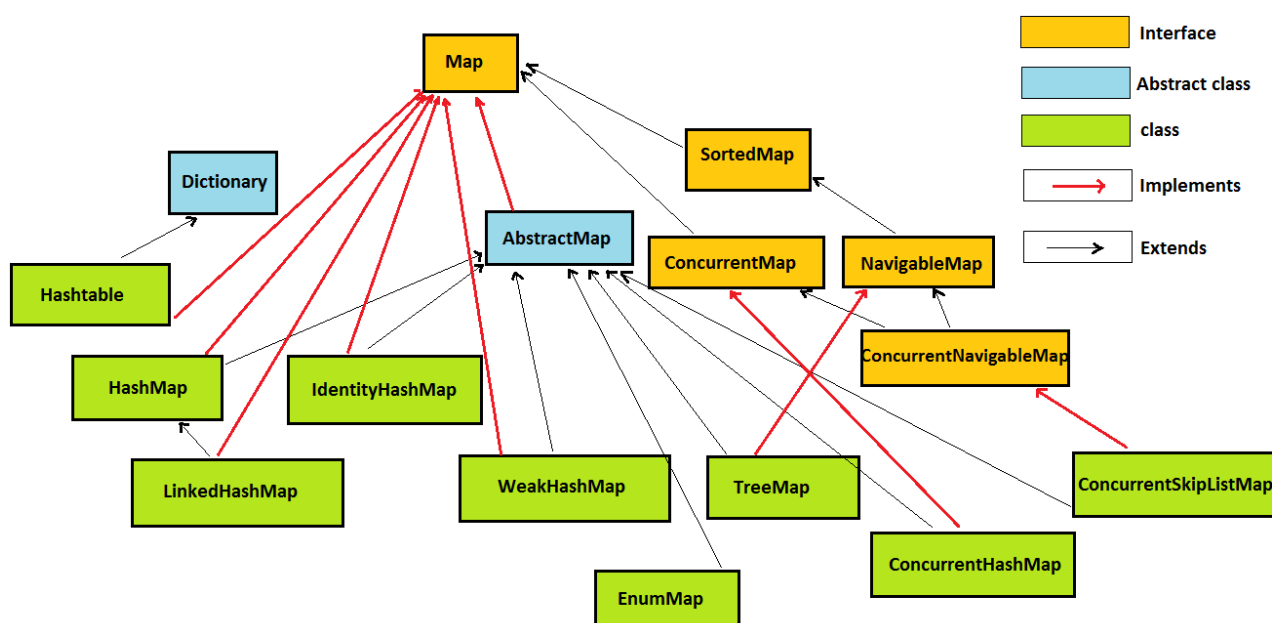 Map
Interface
Abstract class
class
SortedMap
Dictionary
Implements
AbstractMap
ConcurrentMap
NavigableMap
Extends
Hashtable
ConcurrentNavigableMap
HashMap
IdentityHashMap
LinkedHashMap
WeakHashMap
TreeMap
ConcurrentSkipListMap
ConcurrentHashMap
EnumMap